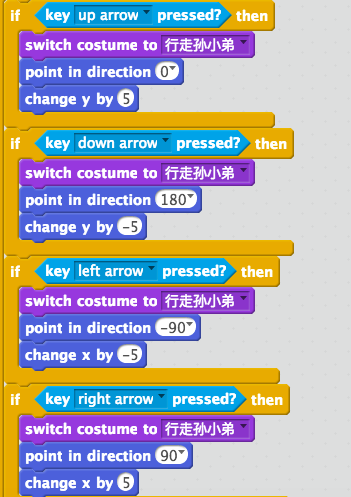 if key up arrow pressed? then
switch costume to 行走孙小弟
point in direction 0
change y by 5
if key down arrow pressed? then
switch costume to 行走孙小弟
point in direction 180
change y by -5
if key left arrow pressed? then
switch costume to 行走孙小弟
point in direction -90
change x by -5
if key right arrow pressed? then
switch costume to 行走孙小弟
point in direction 90
change x by 5